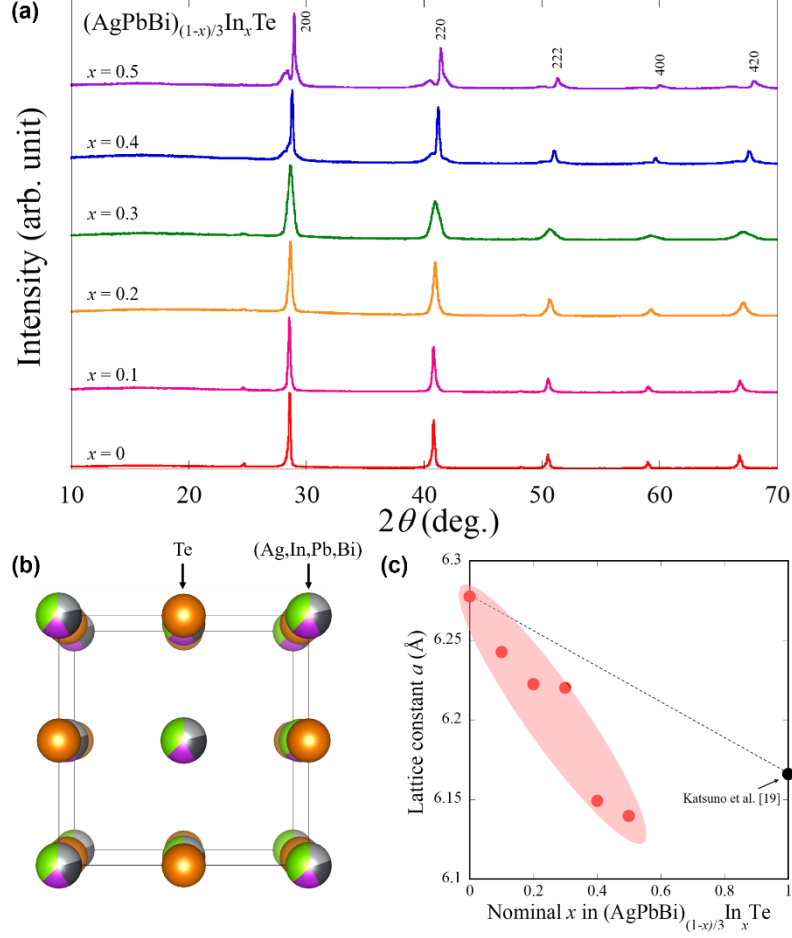 (a)
(AgPbBi)(1-x)/3InxTe
200
220
222
400
420
x = 0.5
x = 0.4
x = 0.3
x = 0.2
x = 0.1
x = 0
Intensity (arb. unit)
10 20 30 40 50 60 70
2θ (deg.)
(b)
Te
(Ag,In,Pb,Bi)
(c)
6.3
6.25
6.2
6.15
6.1
Lattice constant a (Å)
Katsuno et al. [19]
0 0.2 0.4 0.6 0.8 1
Nominal x in (AgPbBi)(1-x)/3InxTe